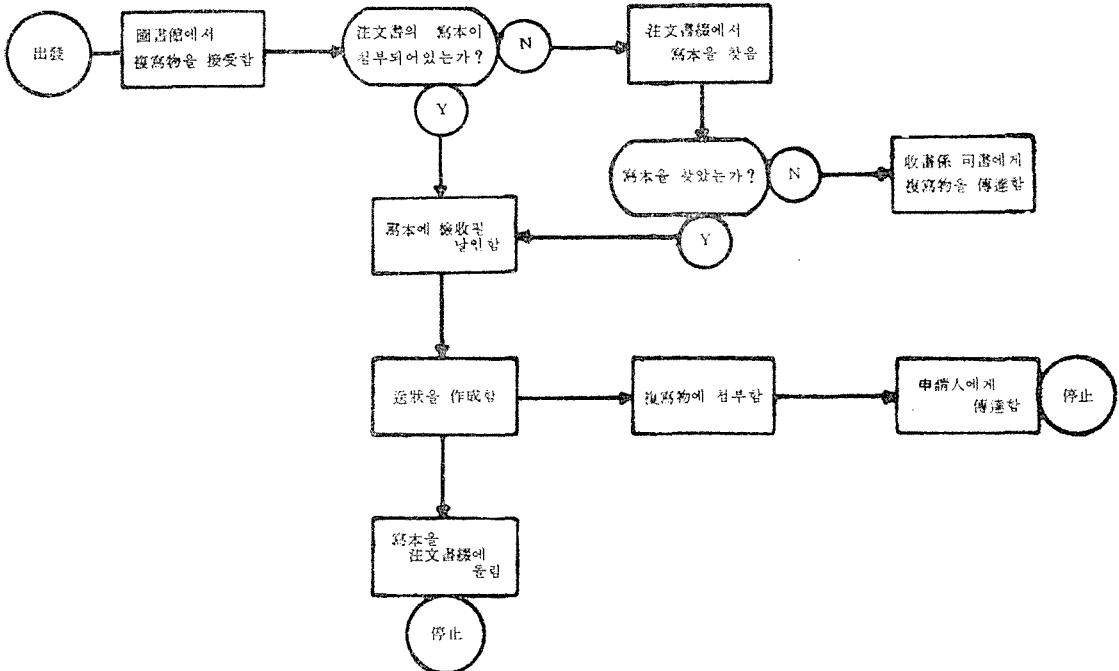 出發
圖書館에서
複寫物을 接受함
注文書의 寫本이
첨부되어있는가?
N
注文書綴에서
寫本을 찾음
Y
寫本을 찾았는가?
N
收書係 司書에게
複寫物을 傳達함
Y
寫本에 檢收필
날인함
送狀을 作成함
複寫物에 첨부함
申請人에게
傳達함
停止
寫本을
注文書綴에
돌림
停止